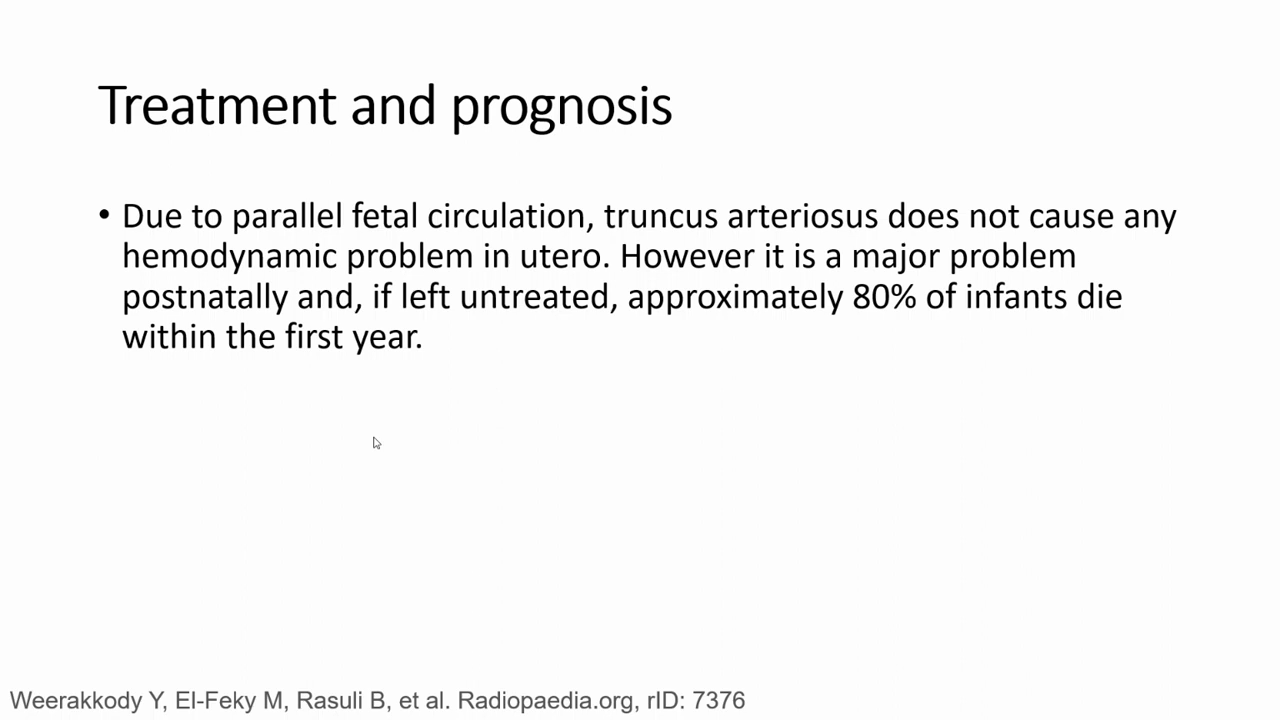 Treatment and prognosis
• Due to parallel fetal circulation, truncus arteriosus does not cause any
hemodynamic problem in utero. However it is a major problem
postnatally and, if left untreated, approximately 80% of infants die
within the first year.
Weerakkody Y, El-Feky M, Rasuli B, et al. Radiopaedia.org, rID: 7376